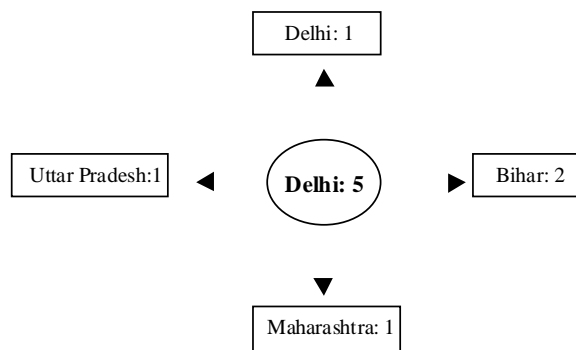 Delhi: 1
Uttar Pradesh:1
Delhi: 5
Bihar: 2
Maharashtra: 1